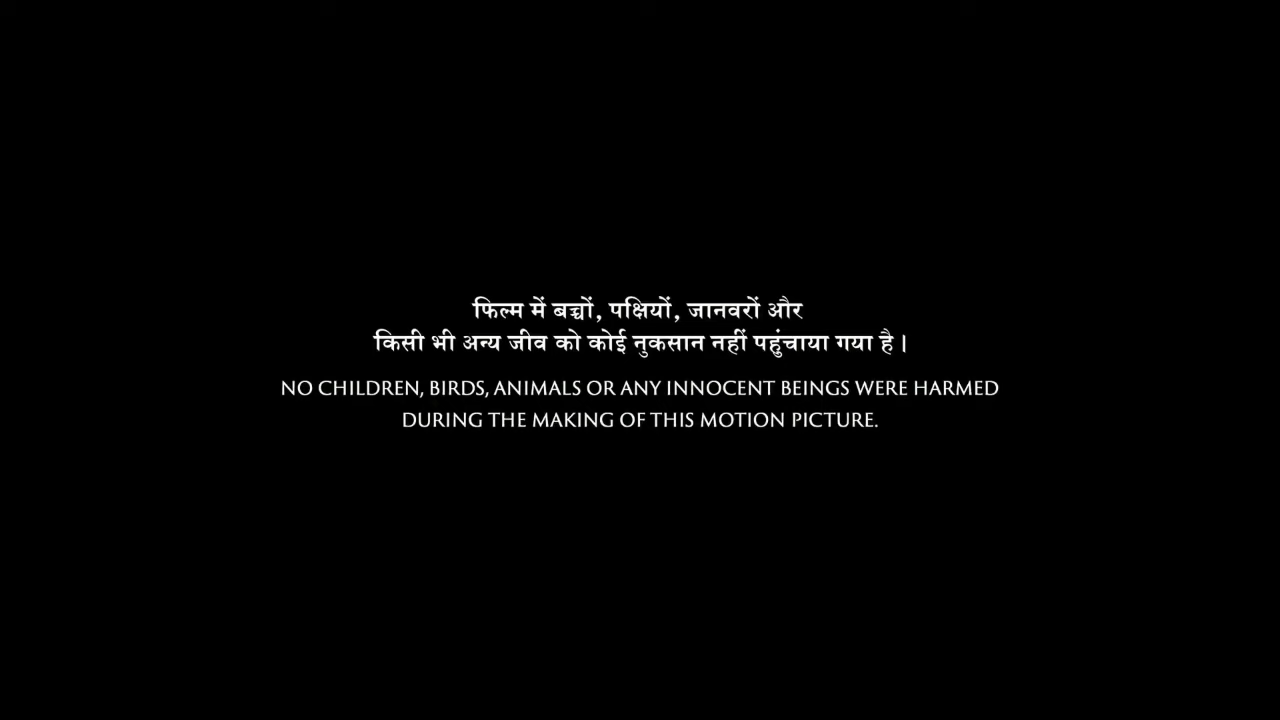 फिल्म में बच्चों, पक्षियों, जानवरों और
किसी भी अन्य जीव को कोई नुकसान नहीं पहुंचाया गया है।
NO CHILDREN, BIRDS, ANIMALS OR ANY INNOCENT BEINGS WERE HARMED
DURING THE MAKING OF THIS MOTION PICTURE.